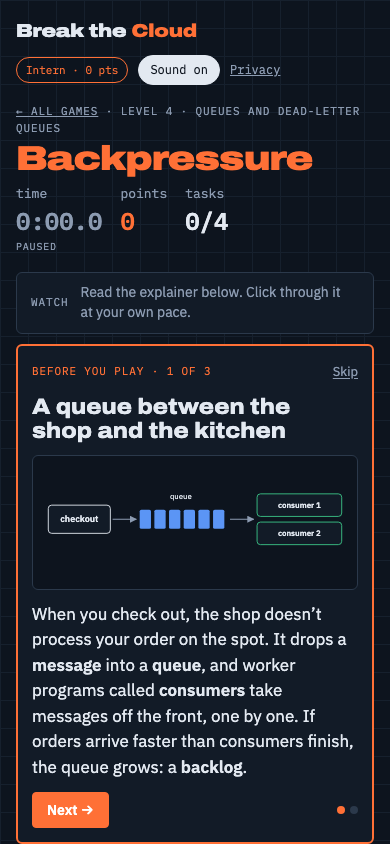 Break the Cloud
Intern · 0 pts
Sound on
Privacy
← ALL GAMES · LEVEL 4 · QUEUES AND DEAD-LETTER
QUEUES
Backpressure
time points tasks
0:00.0 0 0/4
PAUSED
WATCH
Read the explainer below. Click through it
at your own pace.
BEFORE YOU PLAY · 1 OF 3
Skip
A queue between the
shop and the kitchen
queue
checkout
consumer 1
consumer 2
When you check out, the shop doesn’t
process your order on the spot. It drops a
message into a queue, and worker
programs called consumers take
messages off the front, one by one. If
orders arrive faster than consumers finish,
the queue grows: a backlog.
Next →